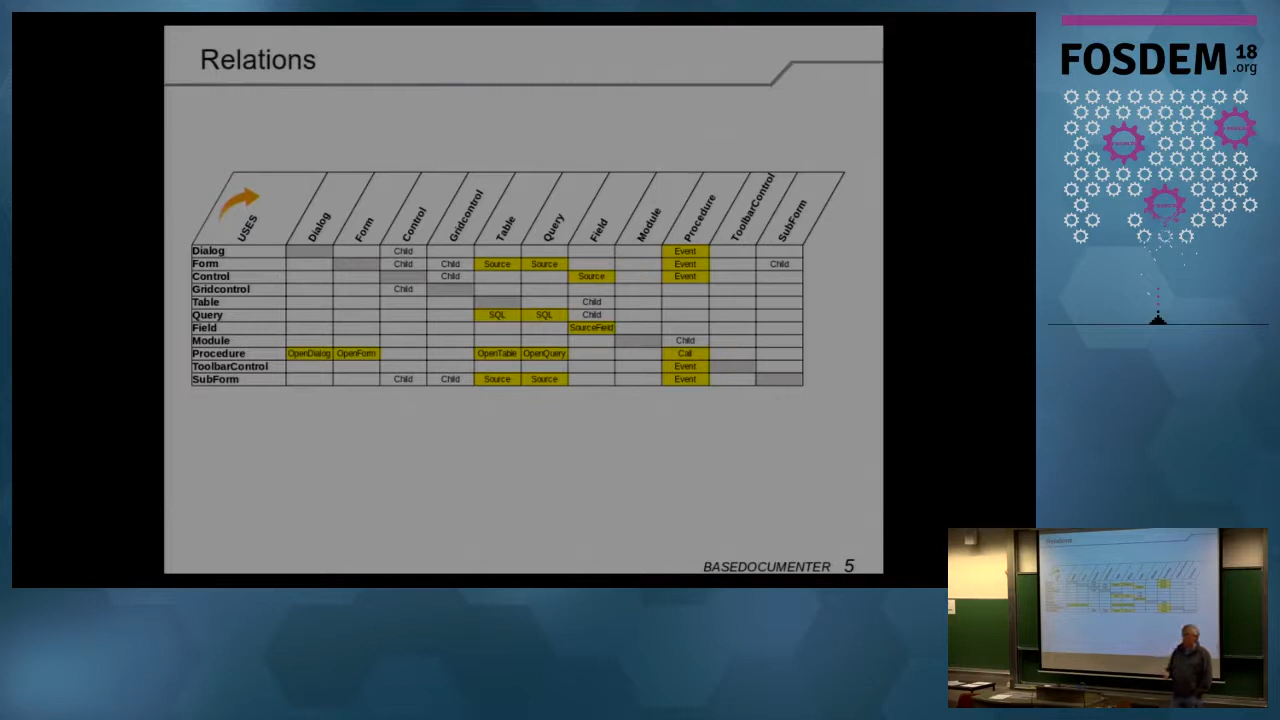 Relations
FOSDEM 18 .org
USES Dialog Form Control Gridcontrol Table Query Field Module Procedure ToolbarControl SubForm
Dialog Child Event
Form Child Child Source Source Event Child
Control Child Source Event
Gridcontrol Child
Table Child
Query SQL SQL Child
Field SourceField
Module Child
Procedure OpenDialog OpenForm OpenTable OpenQuery Call
ToolbarControl Event
SubForm Child Child Source Source Event
BASEDOCUMENTER 5